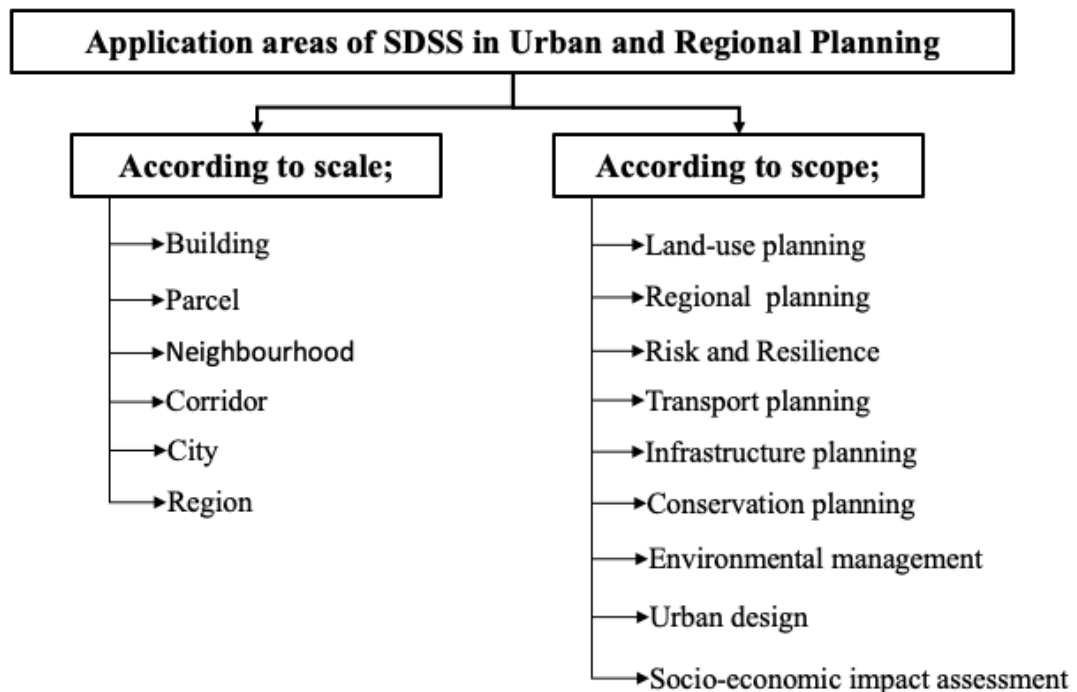 Application areas of SDSS in Urban and Regional Planning
According to scale;
Building
Parcel
Neighbourhood
Corridor
City
Region
According to scope;
Land-use planning
Regional planning
Risk and Resilience
Transport planning
Infrastructure planning
Conservation planning
Environmental management
Urban design
Socio-economic impact assessment